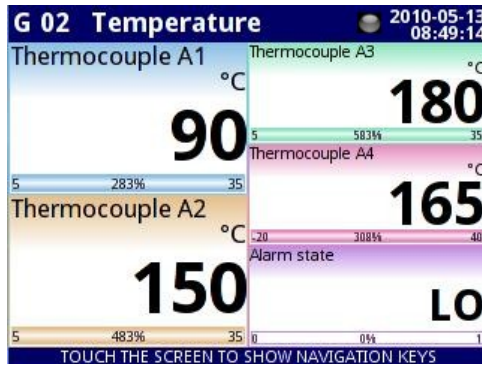 G 02 Temperature
2010-05-13
08:49:14
Thermocouple A1
°C
90
5 283% 35
Thermocouple A2
°C
150
5 483% 35
Thermocouple A3
°C
180
5 583% 35
Thermocouple A4
°C
165
-20 308% 40
Alarm state
LO
0 0% 1
TOUCH THE SCREEN TO SHOW NAVIGATION KEYS